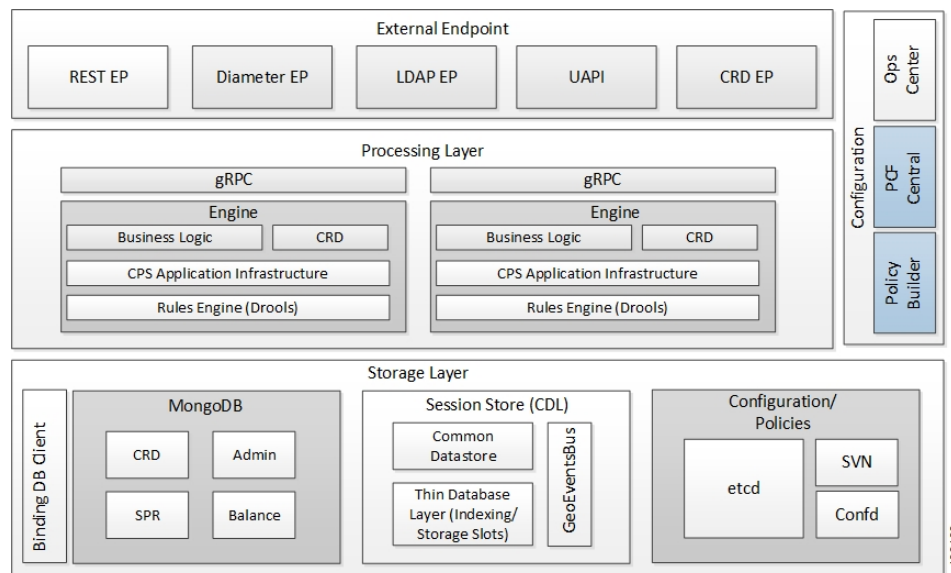 External Endpoint
REST EP
Diameter EP
LDAP EP
UAPI
CRD EP
Configuration
Ops
Center
PCF
Central
Policy
Builder
Processing Layer
gRPC
Engine
Business Logic
CRD
CPS Application Infrastructure
Rules Engine (Drools)
gRPC
Engine
Business Logic
CRD
CPS Application Infrastructure
Rules Engine (Drools)
Storage Layer
Binding DB Client
MongoDB
CRD
Admin
SPR
Balance
Session Store (CDL)
Common
Datastore
Thin Database
Layer (Indexing/
Storage Slots)
GeoEventsBus
Configuration/
Policies
etcd
SVN
Confd